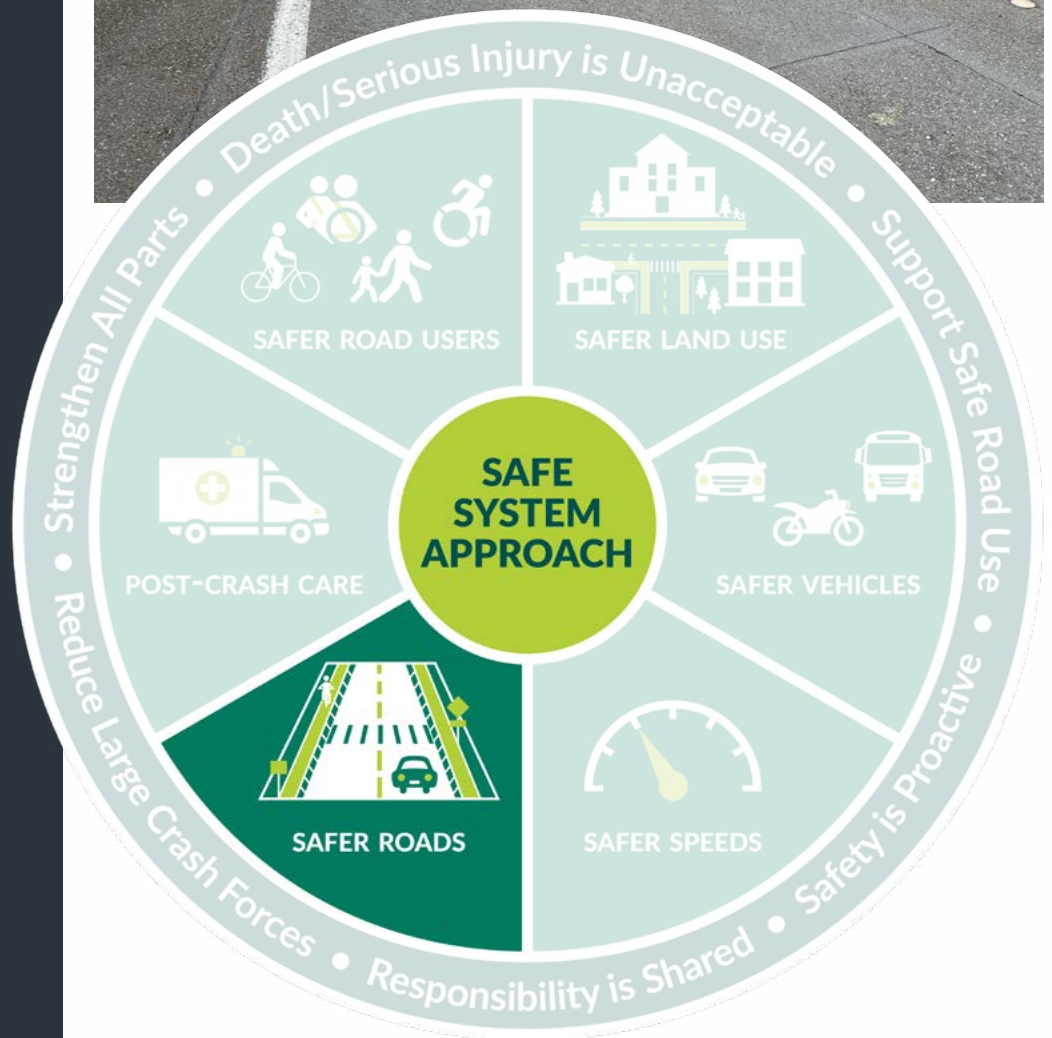 Death/Serious Injury is Unacceptable
Support Safe Road Use
Safety is Proactive
Responsibility is Shared
Reduce Large Crash Forces
Strengthen All Parts
SAFER ROAD USERS
SAFER LAND USE
SAFE
SYSTEM
APPROACH
POST-CRASH CARE
SAFER VEHICLES
SAFER ROADS
SAFER SPEEDS